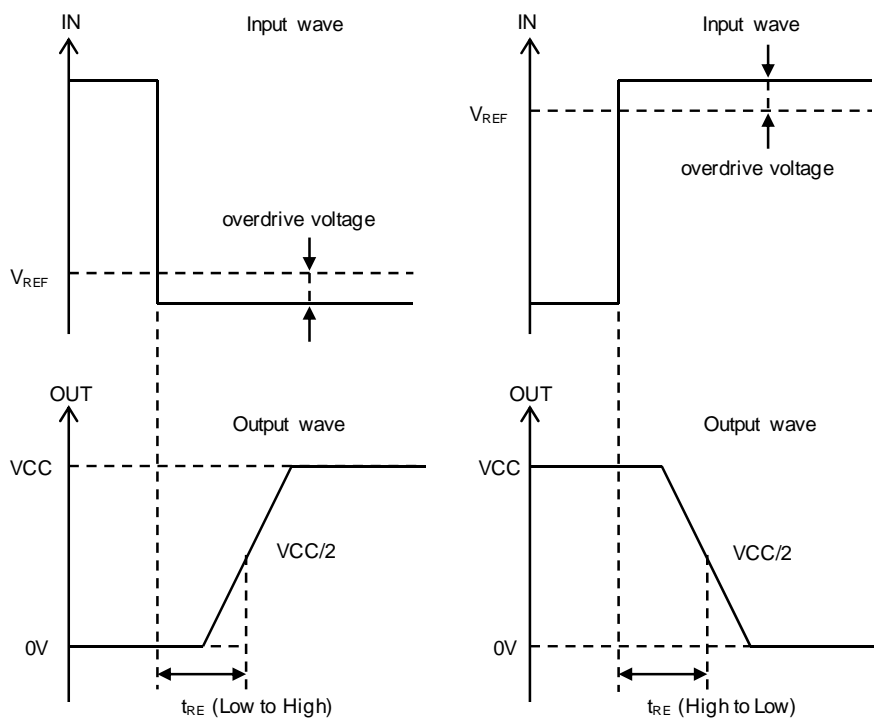 IN
Input wave
overdrive voltage
VREF
OUT
Output wave
VCC
VCC/2
0V
tRE (Low to High)
IN
Input wave
VREF
overdrive voltage
OUT
Output wave
VCC
VCC/2
0V
tRE (High to Low)